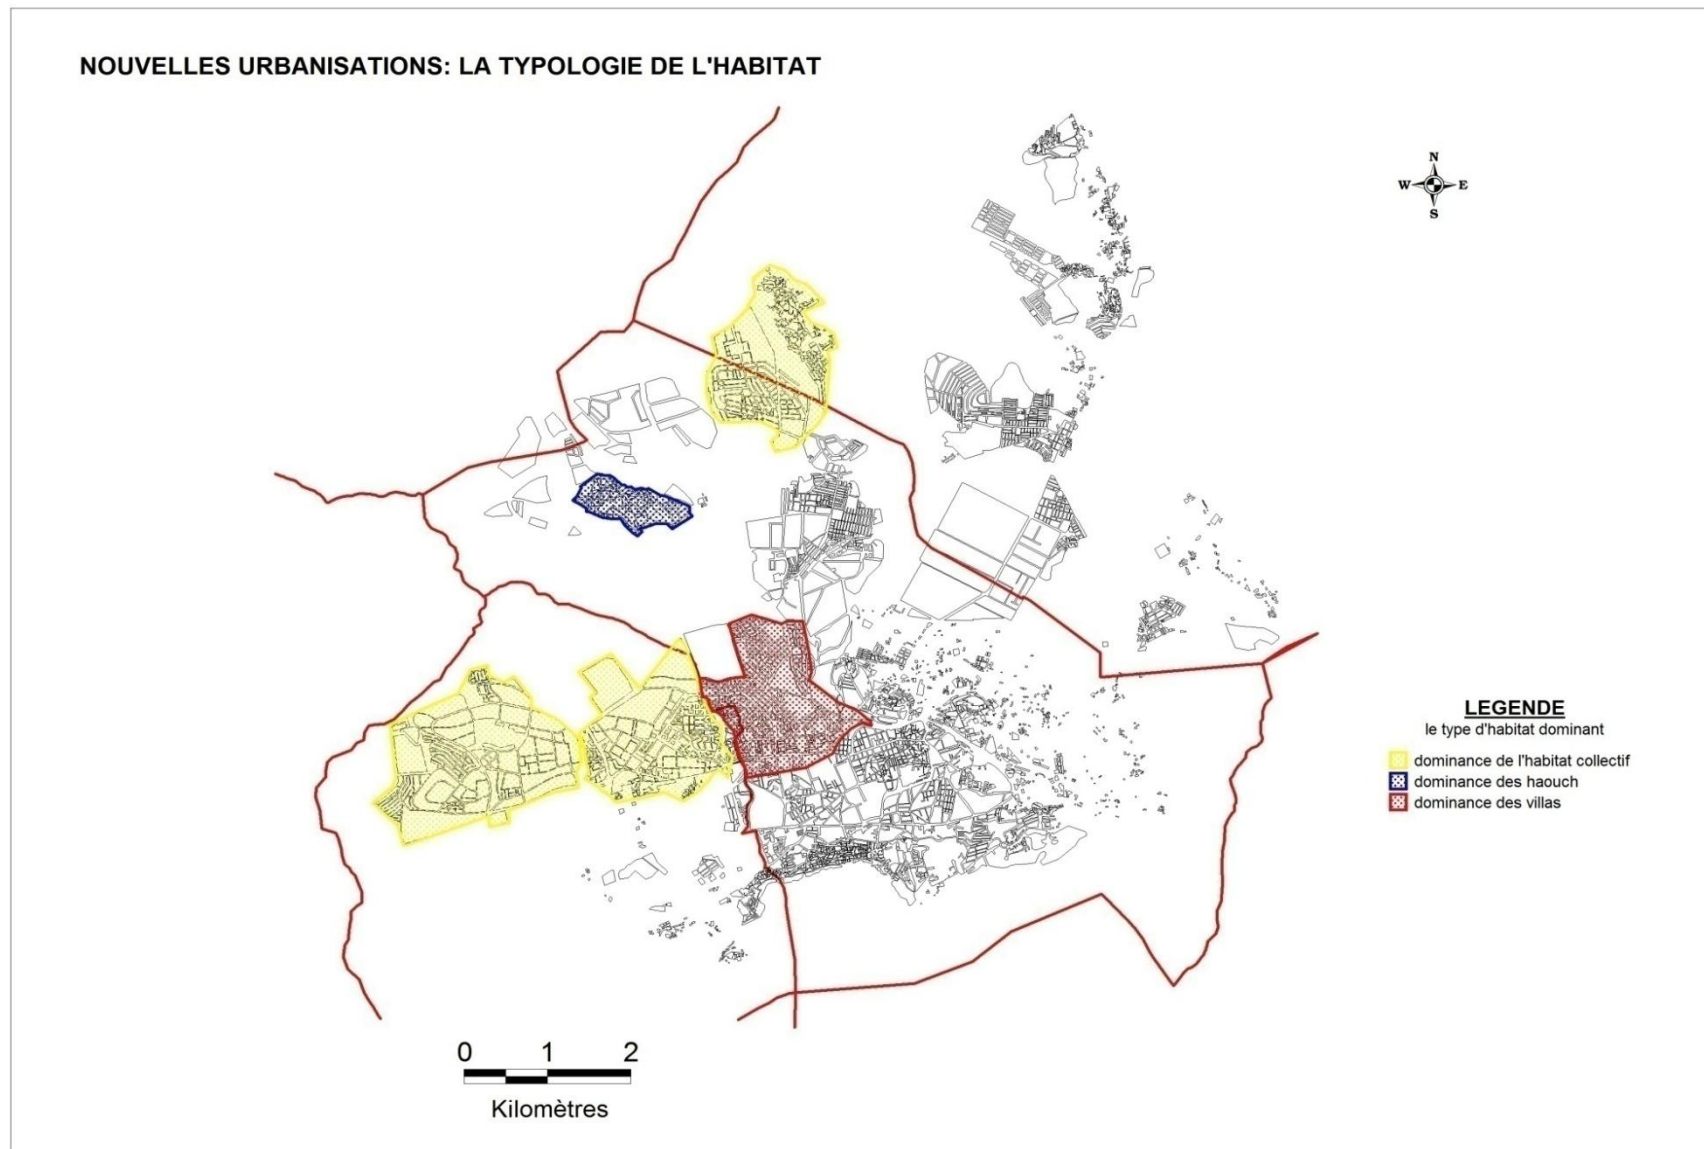 NOUVELLES URBANISATIONS: LA TYPOLOGIE DE L'HABITAT
N
W E
S
LEGENDE
le type d'habitat dominant
dominance de l'habitat collectif
dominance des haouch
dominance des villas
0 1 2
Kilomètres